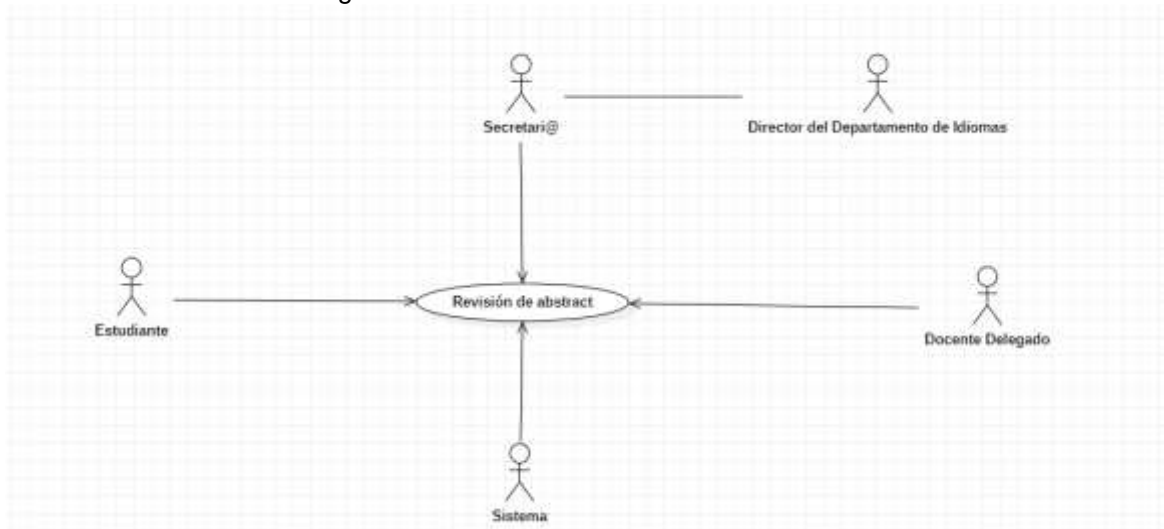 Secretari@
Director del Departamento de Idiomas
Revisión de abstract
Estudiante
Docente Delegado
Sistema